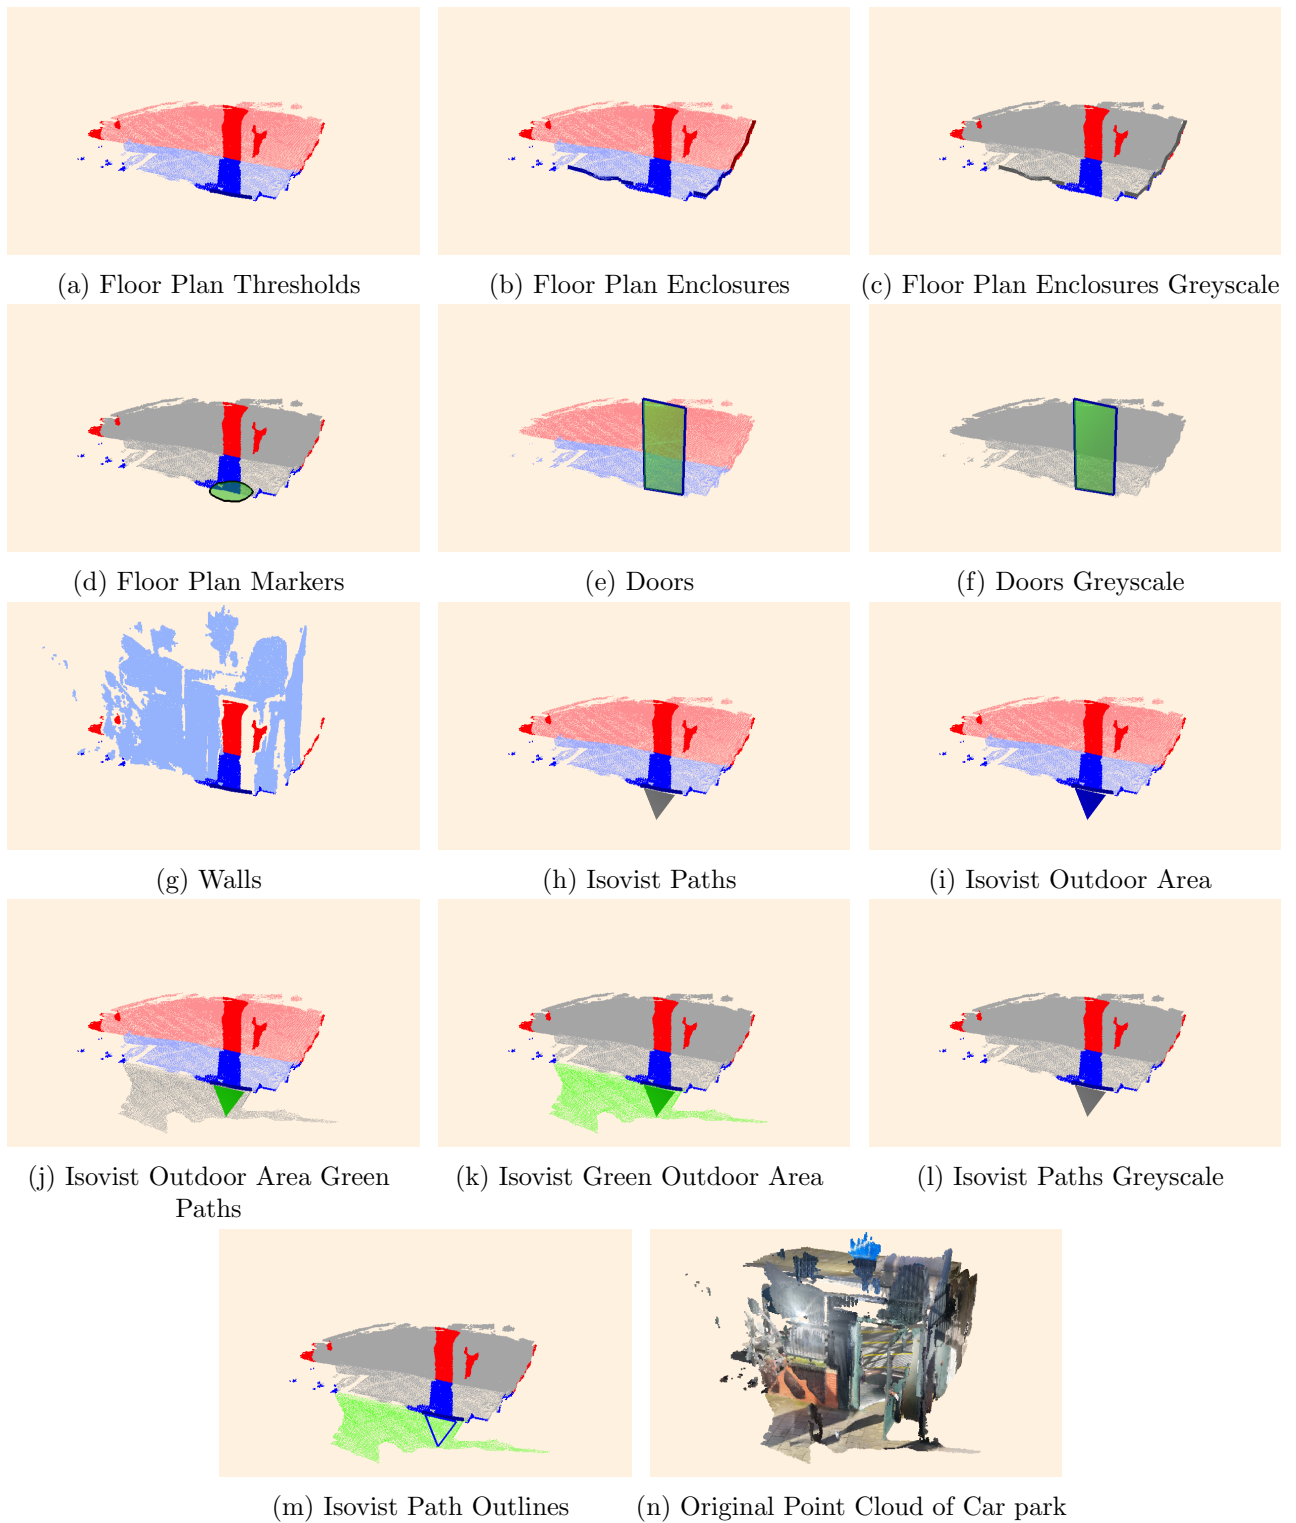 (a) Floor Plan Thresholds
(b) Floor Plan Enclosures
(c) Floor Plan Enclosures Greyscale
(d) Floor Plan Markers
(e) Doors
(f) Doors Greyscale
(g) Walls
(h) Isovist Paths
(i) Isovist Outdoor Area
(j) Isovist Outdoor Area Green
Paths
(k) Isovist Green Outdoor Area
(l) Isovist Paths Greyscale
(m) Isovist Path Outlines
(n) Original Point Cloud of Car park